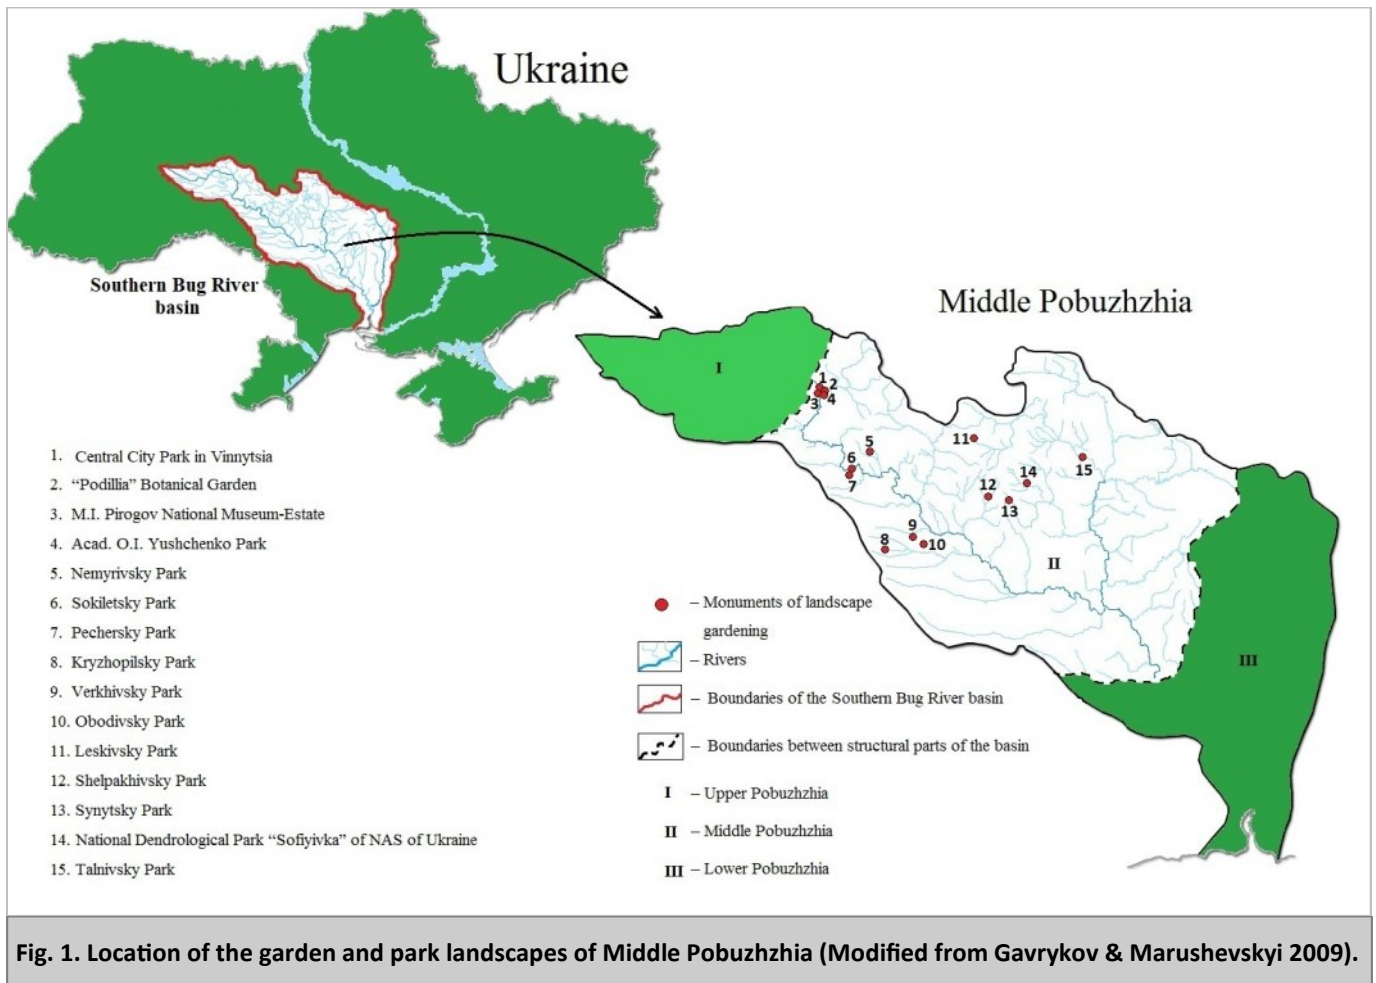 Ukraine
Southern Bug River
basin
Middle Pobuzhzhia
I
1
2
3
4
5
6
7
8
9
10
11
12
13
14
15
II
III
1. Central City Park in Vinnytsia
2. “Podillia” Botanical Garden
3. M.I. Pirogov National Museum-Estate
4. Acad. O.I. Yushchenko Park
5. Nemyrivsky Park
6. Sokiletsky Park
7. Pechersky Park
8. Kryzhopilsky Park
9. Verkhivsky Park
10. Obodivsky Park
11. Leskivsky Park
12. Shelpakhivsky Park
13. Synytsky Park
14. National Dendrological Park “Sofiyivka” of NAS of Ukraine
15. Talnivsky Park
– Monuments of landscape
gardening
– Rivers
– Boundaries of the Southern Bug River basin
– Boundaries between structural parts of the basin
I – Upper Pobuzhzhia
II – Middle Pobuzhzhia
III – Lower Pobuzhzhia
Fig. 1. Location of the garden and park landscapes of Middle Pobuzhzhia (Modified from Gavrykov & Marushevskyi 2009).